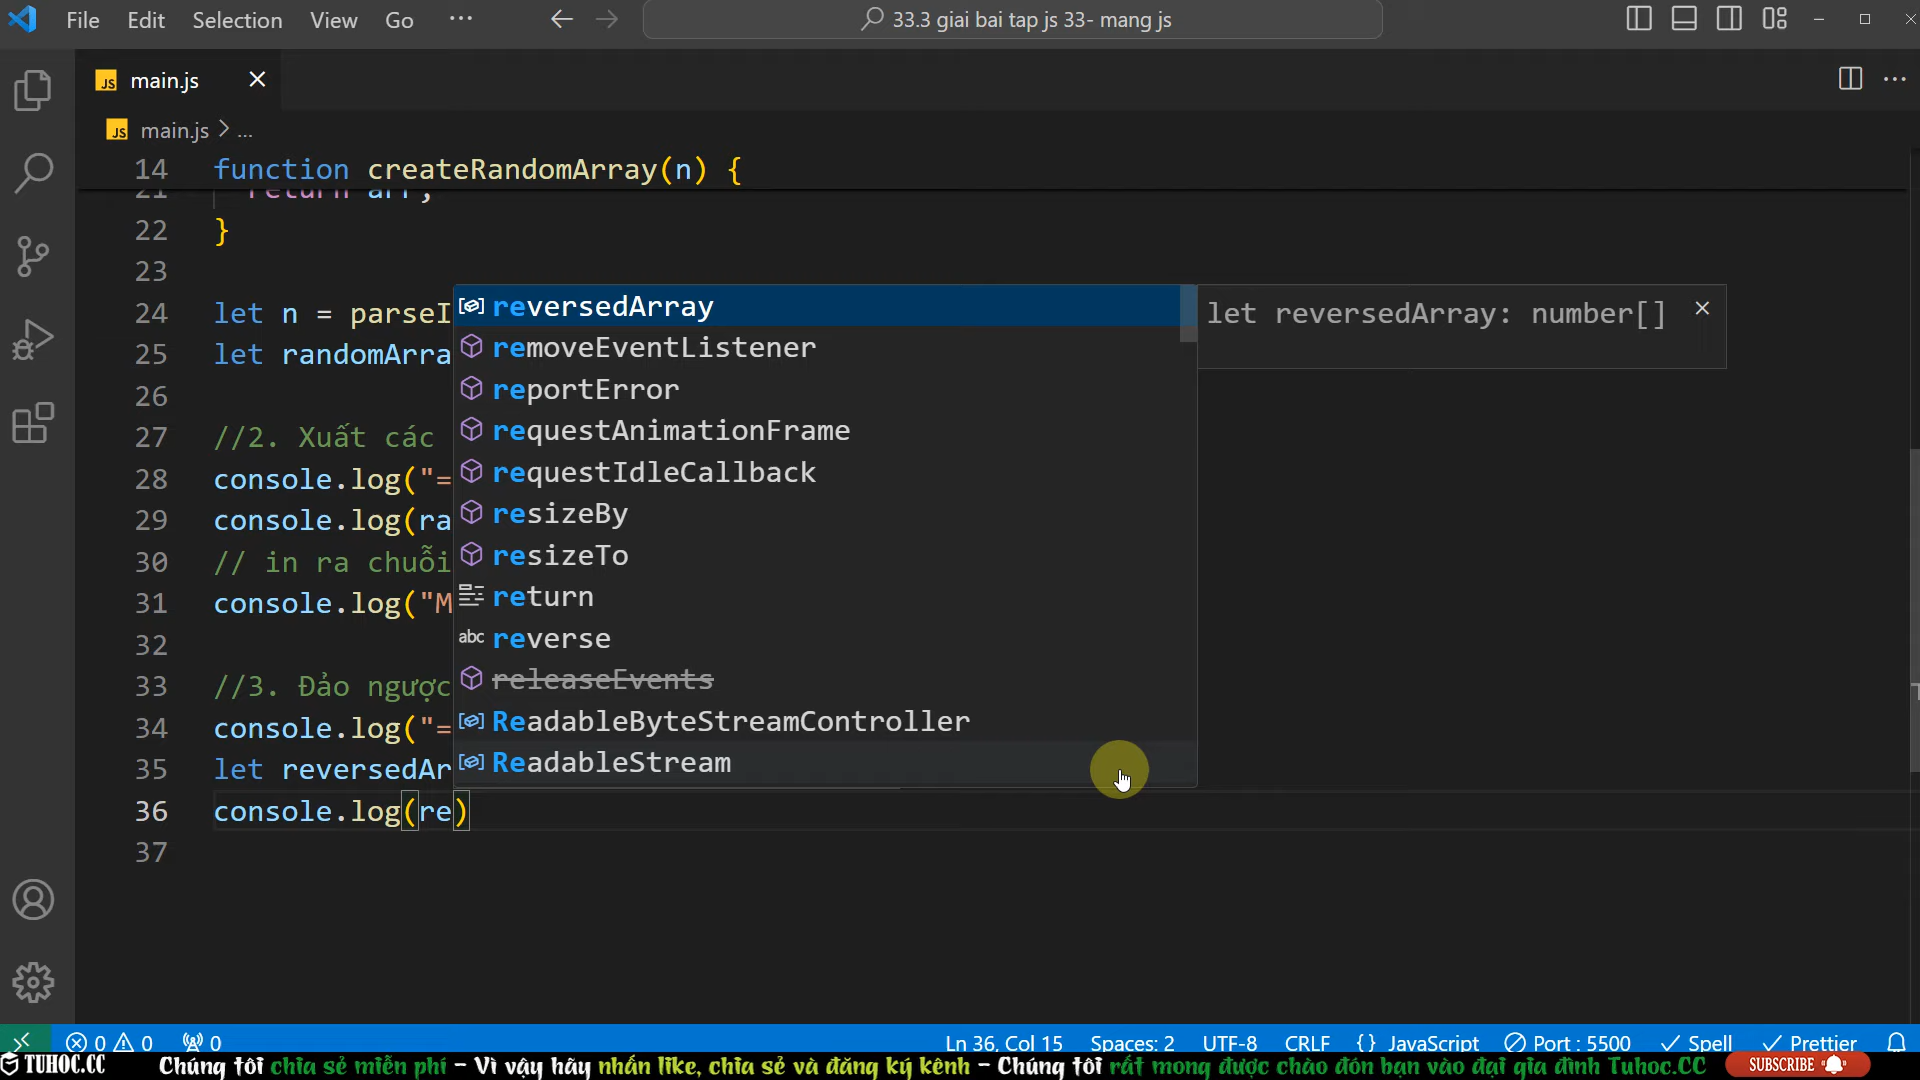 File Edit Selection View Go ... 33.3 giai bai tap js 33- mang js
JS main.js
JS main.js > ...
14 function createRandomArray(n) {
21 return arr;
22 }
23
24 let n = parseI
25 let randomArra
26
27 //2. Xuất các
28 console.log("=
29 console.log(ra
30 // in ra chuỗi
31 console.log("M
32
33 //3. Đảo ngược
34 console.log("=
35 let reversedAr
36 console.log(re)
37
reversedArray
removeEventListener
reportError
requestAnimationFrame
requestIdleCallback
resizeBy
resizeTo
return
abc reverse
releaseEvents
ReadableByteStreamController
ReadableStream
let reversedArray: number[]
0 0 0 Ln 36, Col 15 Spaces: 2 UTF-8 CRLF {} JavaScript Port : 5500 Spell Prettier
TUHOC.CC Chúng tôi chia sẻ miễn phí - Vì vậy hãy nhấn like, chia sẻ và đăng ký kênh - Chúng tôi rất mong được chào đón bạn vào đại gia đình Tuhoc.CC SUBSCRIBE